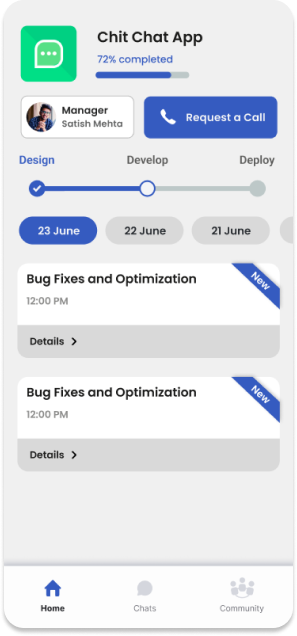 Chit Chat App
72% completed
Manager
Satish Mehta
Request a Call
Design Develop Deploy
23 June 22 June 21 June
Bug Fixes and Optimization
New
12:00 PM
Details >
Bug Fixes and Optimization
New
12:00 PM
Details >
Home Chats Community